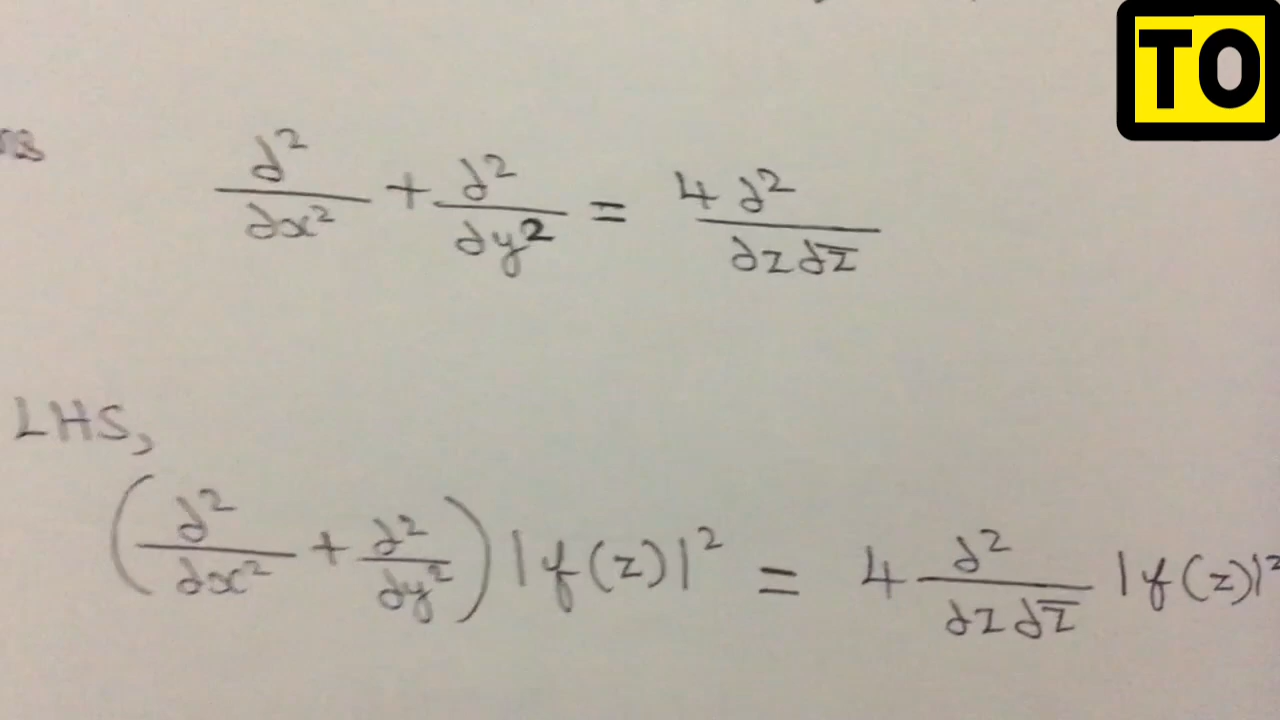 TO
∂²/∂x² + ∂²/∂y² = 4∂²/∂z∂z̅
LHS,
(∂²/∂x² + ∂²/∂y²) |f(z)|² = 4 ∂²/∂z∂z̅ |f(z)|²